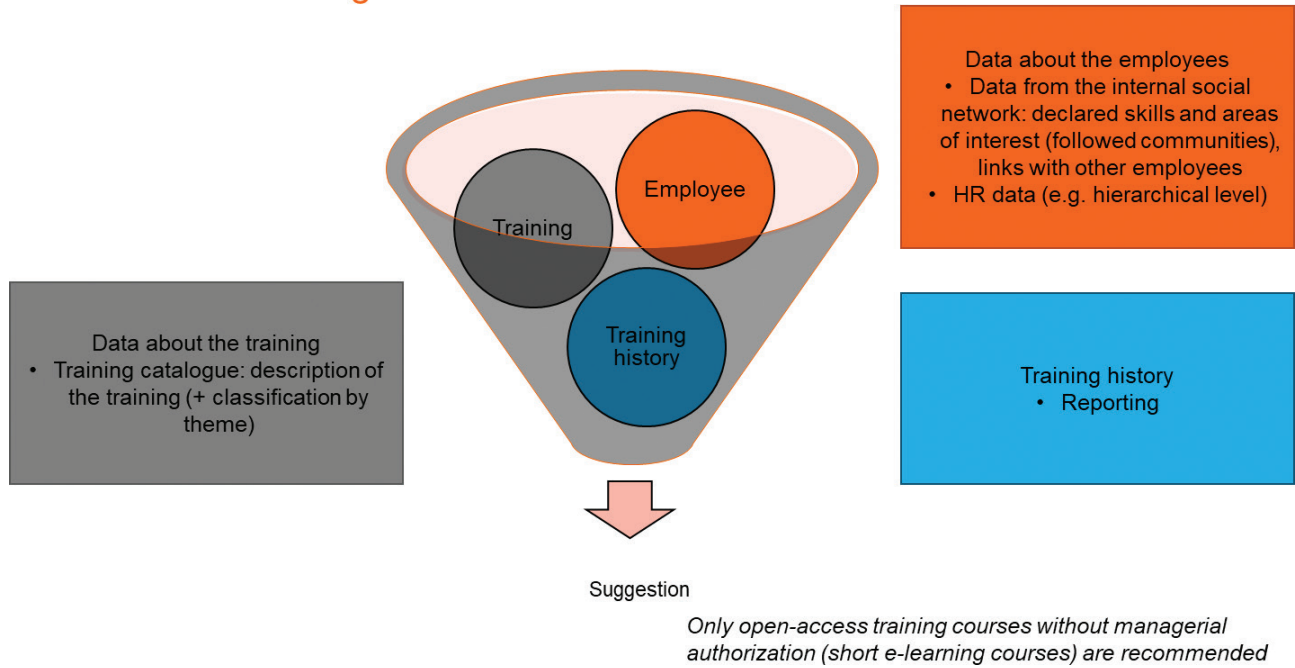 Data about the employees
• Data from the internal social
network: declared skills and areas
of interest (followed communities),
links with other employees
• HR data (e.g. hierarchical level)
Employee
Training
Training
history
Data about the training
• Training catalogue: description of
the training (+ classification by
theme)
Training history
• Reporting
Suggestion
Only open-access training courses without managerial
authorization (short e-learning courses) are recommended